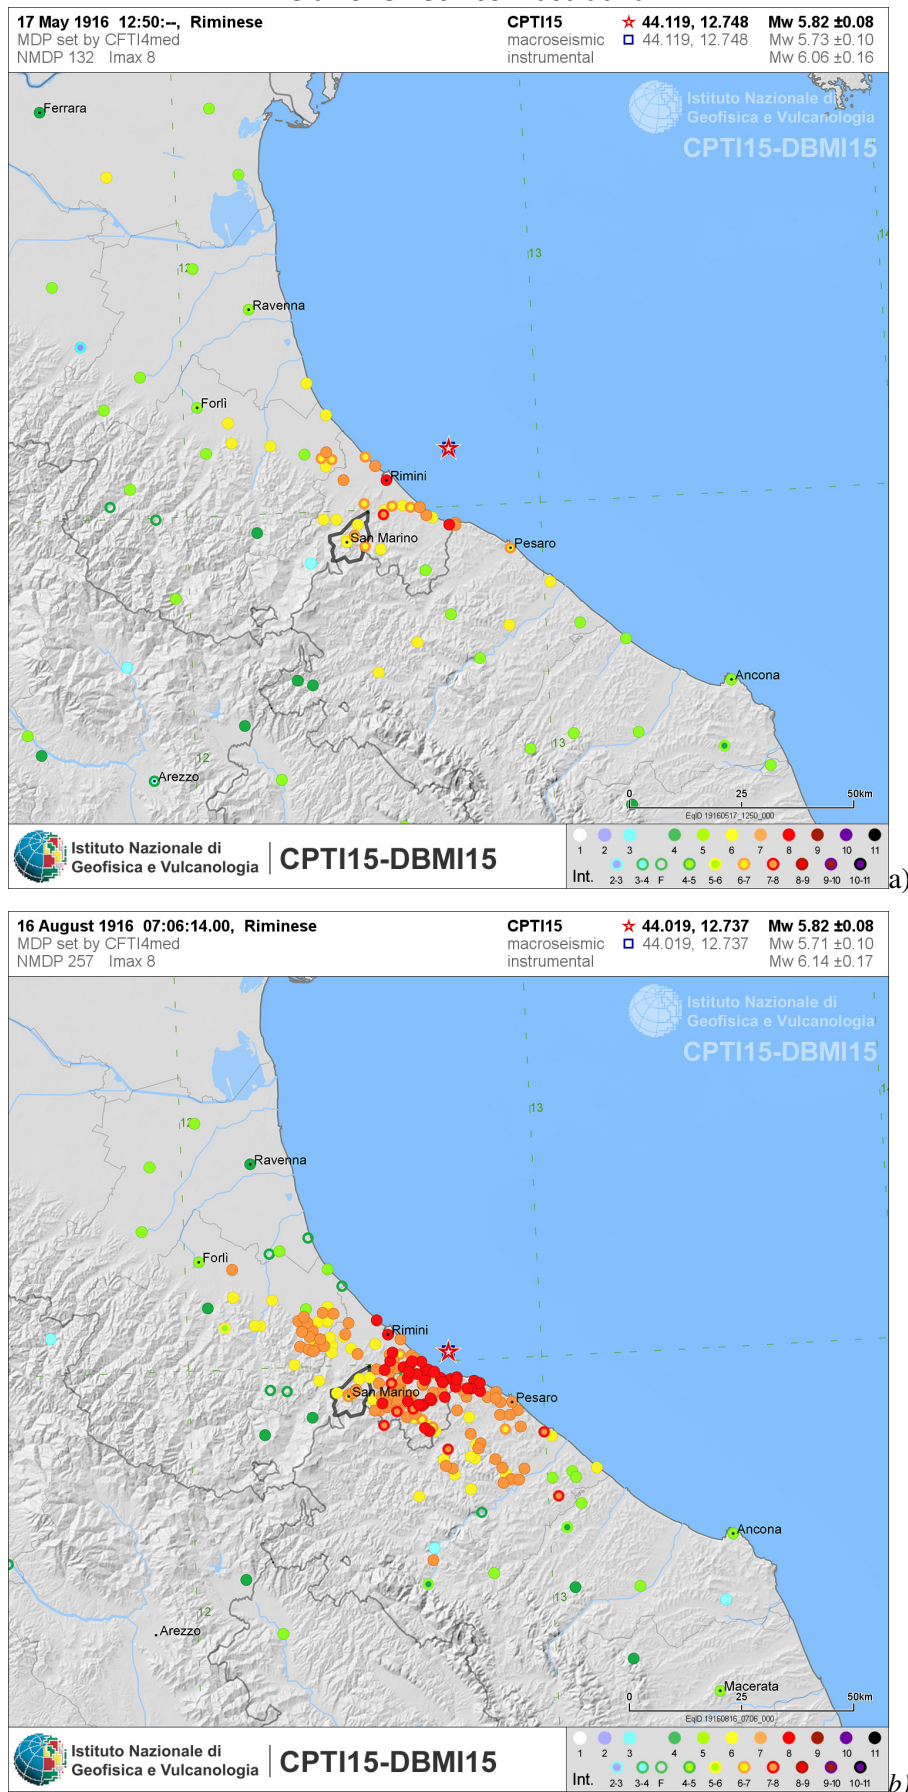 17 May 1916 12:50:--, Riminese
MDP set by CFTI4med
NMDP 132 Imax 8
CPTI15 44.119, 12.748 Mw 5.82 ±0.08
macroseismic 44.119, 12.748 Mw 5.73 ±0.10
instrumental Mw 6.06 ±0.16
Ferrara
Istituto Nazionale di
Geofisica e Vulcanologia
CPTI15-DBMI15
13
14
12
Ravenna
Forlì
Rimini
San Marino
Pesaro
Ancona
13
12
Arezzo
0 25 50km
EqID 19160517_1250_000
Istituto Nazionale di
Geofisica e Vulcanologia
CPTI15-DBMI15
1 2 3 4 5 6 7 8 9 10 11
Int. 2-3 3-4 F 4-5 5-6 6-7 7-8 8-9 9-10 10-11
a)
16 August 1916 07:06:14.00, Riminese
MDP set by CFTI4med
NMDP 257 Imax 8
CPTI15 44.019, 12.737 Mw 5.82 ±0.08
macroseismic 44.019, 12.737 Mw 5.71 ±0.10
instrumental Mw 6.14 ±0.17
Istituto Nazionale di
Geofisica e Vulcanologia
CPTI15-DBMI15
14
13
12
Ravenna
Forlì
Rimini
San Marino
Pesaro
Ancona
13
12
Arezzo
Macerata
0 25 50km
EqID 19160816_0706_000
Istituto Nazionale di
Geofisica e Vulcanologia
CPTI15-DBMI15
1 2 3 4 5 6 7 8 9 10 11
Int. 2-3 3-4 F 4-5 5-6 6-7 7-8 8-9 9-10 10-11
b)